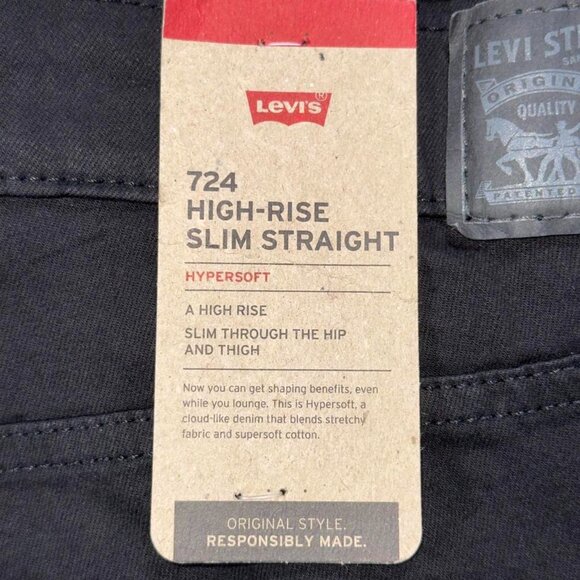 LEVI'S®
724
HIGH-RISE
SLIM STRAIGHT
HYPERSOFT
A HIGH RISE
SLIM THROUGH THE HIP
AND THIGH
Now you can get shaping benefits, even
while you lounge. This is Hypersoft, a
cloud-like denim that blends stretchy
fabric and supersoft cotton.
ORIGINAL STYLE.
RESPONSIBLY MADE.
LEVI
QUALITY
PATENTED